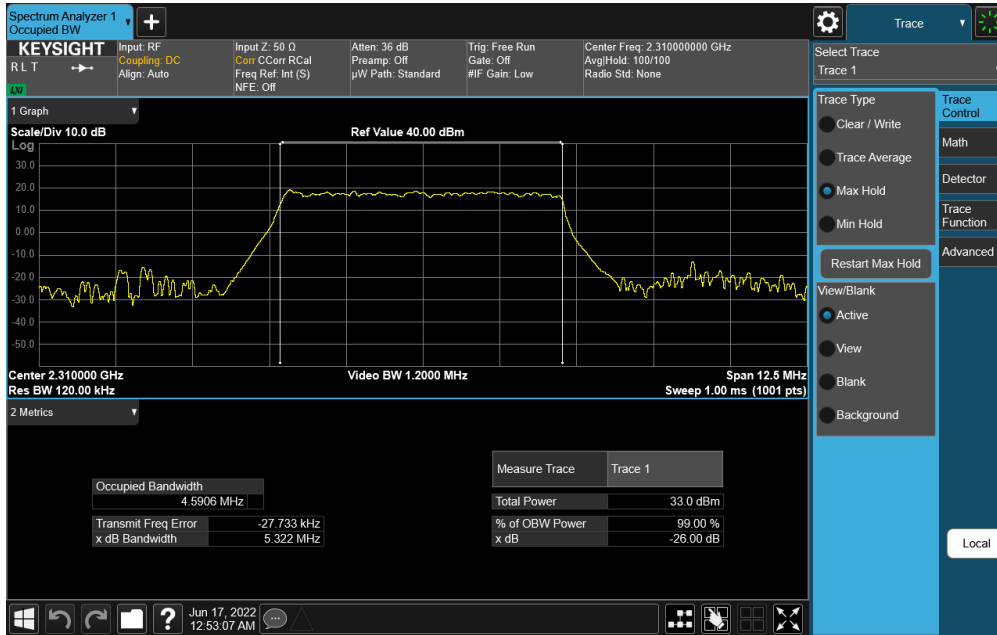 Spectrum Analyzer 1
Occupied BW
Trace
KEYSIGHT
R L T
LXI
Input: RF
Coupling: DC
Align: Auto
Input Z: 50 Ω
Corr CCorr RCal
Freq Ref: Int (S)
NFE: Off
Atten: 36 dB
Preamp: Off
µW Path: Standard
Trig: Free Run
Gate: Off
#IF Gain: Low
Center Freq: 2.310000000 GHz
Avg|Hold: 100/100
Radio Std: None
Select Trace
Trace 1
1 Graph
Scale/Div 10.0 dB
Ref Value 40.00 dBm
Log
30.0
20.0
10.0
0.00
-10.0
-20.0
-30.0
-40.0
-50.0
Center 2.310000 GHz
Video BW 1.2000 MHz
Span 12.5 MHz
Res BW 120.00 kHz
Sweep 1.00 ms (1001 pts)
2 Metrics
Occupied Bandwidth
4.5906 MHz
Transmit Freq Error -27.733 kHz
x dB Bandwidth 5.322 MHz
Measure Trace Trace 1
Total Power 33.0 dBm
% of OBW Power 99.00 %
x dB -26.00 dB
Trace Type
Clear / Write
Trace Average
Max Hold
Min Hold
Restart Max Hold
View/Blank
Active
View
Blank
Background
Trace
Control
Math
Detector
Trace
Function
Advanced
Local
?
Jun 17, 2022
12:53:07 AM